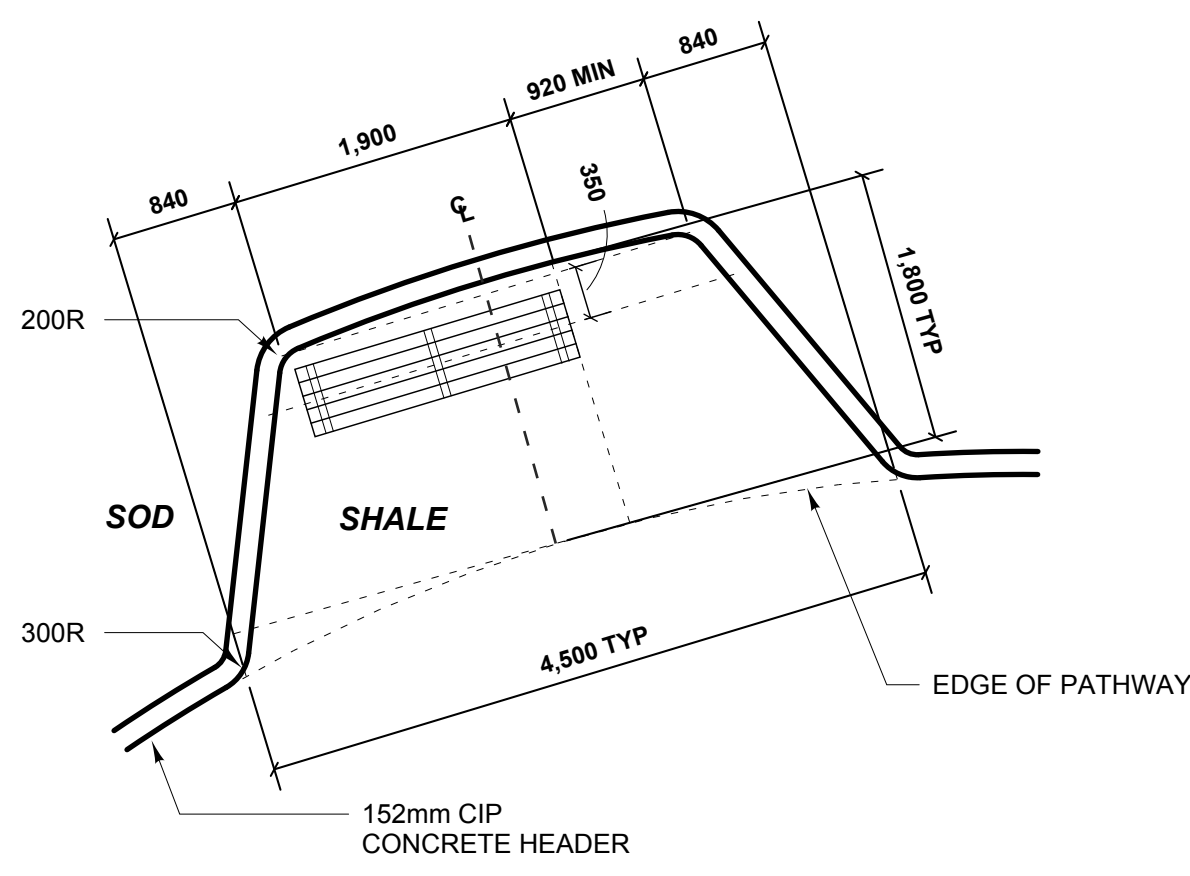 840
920 MIN
1,900
840
350
℄
1,800 TYP
200R
SOD
SHALE
300R
4,500 TYP
EDGE OF PATHWAY
152mm CIP
CONCRETE HEADER